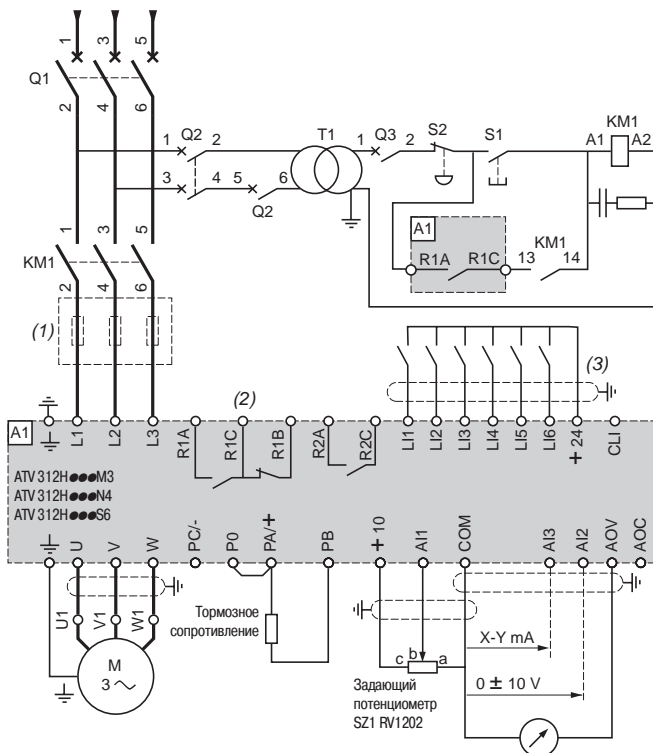 1 3 5
Q1
2 4 6
1 Q2 2
T1
1 Q3 2
S2
S1
KM1
A1 A2
3 4 5 6
Q2
1 3 5
KM1
2 4 6
A1
R1A R1C
KM1
13 14
(1)
(2)
(3)
A1
L1 L2 L3
R1A R1C R1B R2A R2C
LI1 LI2 LI3 LI4 LI5 LI6 + 24 CLI
ATV 312H●●●M3
ATV 312H●●●N4
ATV 312H●●●S6
U V W PC/- P0 PA/+ PB
+ 10 AI1 COM AI3 AI2 AOV AOC
U1 V1 W1
Тормозное
сопротивление
M
3 ~
c b a
X-Y mA
0 ± 10 V
Задающий
потенциометр
SZ1 RV1202